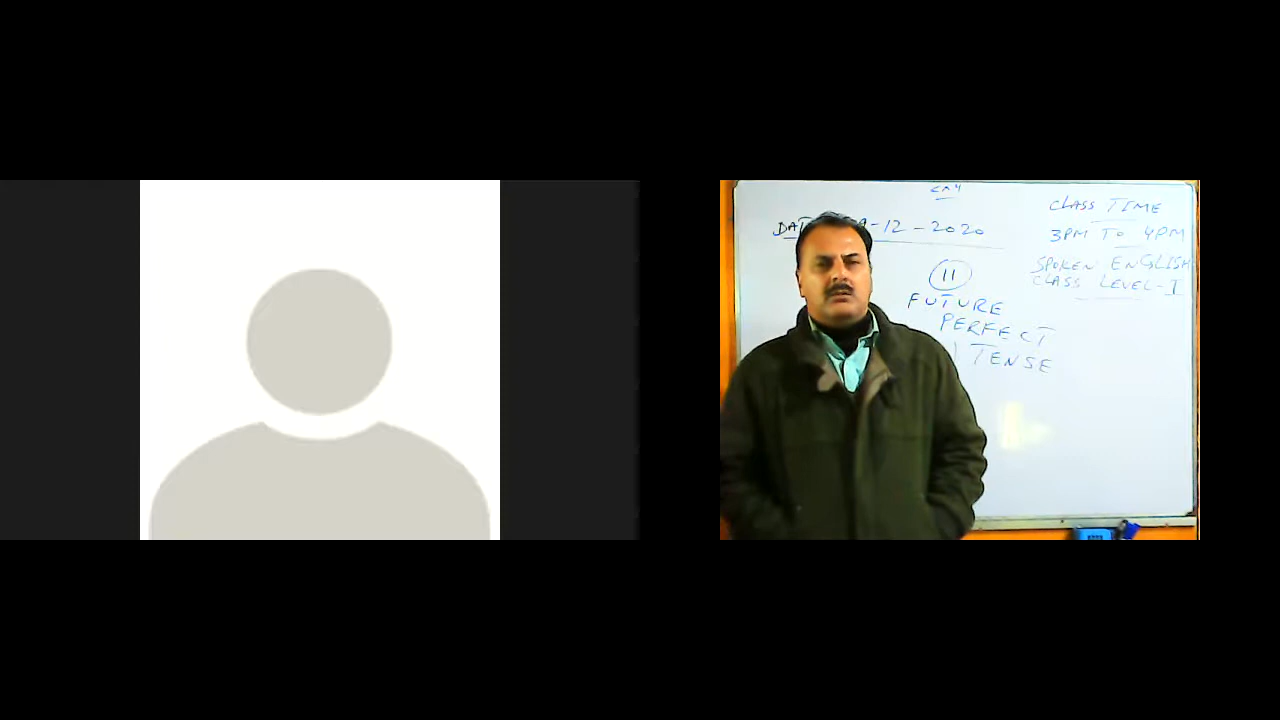 -12-2020
CLASS TIME
3PM TO 4PM
SPOKEN ENGLISH
CLASS LEVEL-I
11
FUTURE
PERFECT
TENSE